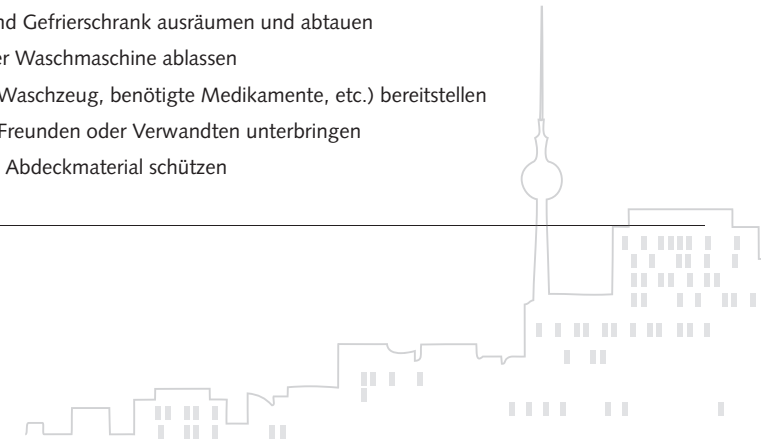 nd Gefrierschrank ausräumen und abtauen
er Waschmaschine ablassen
Waschzeug, benötigte Medikamente, etc.) bereitstellen
Freunden oder Verwandten unterbringen
Abdeckmaterial schützen